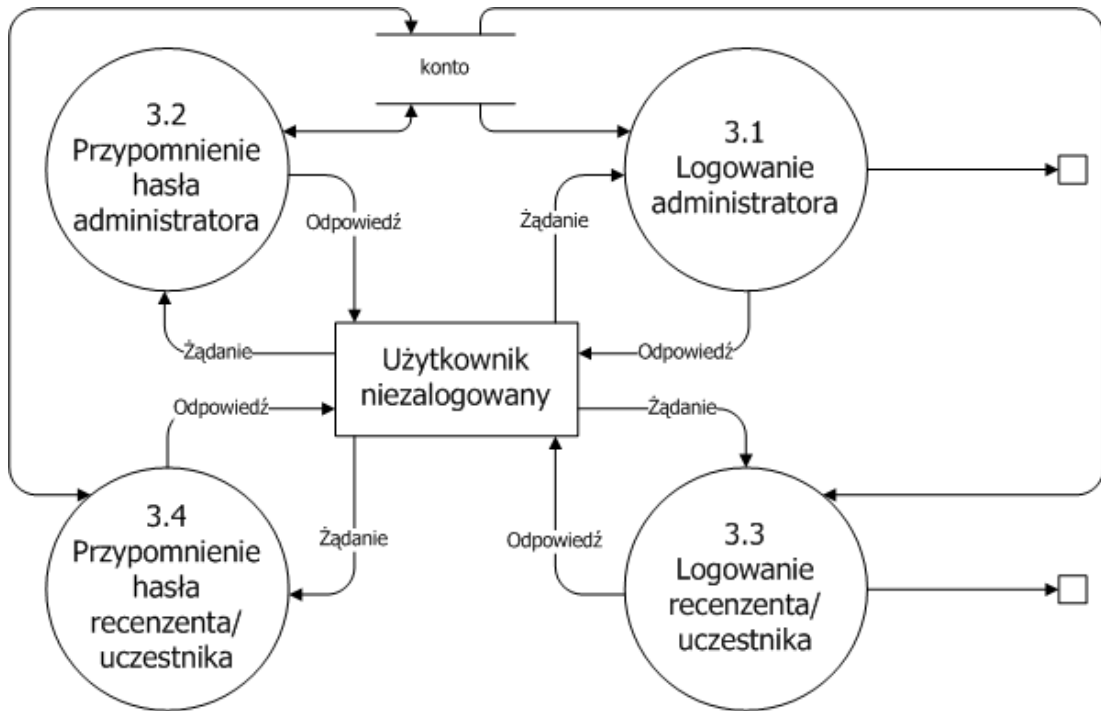 konto
3.2
Przypomnienie
hasła
administratora
3.1
Logowanie
administratora
Odpowiedź
Żądanie
Żądanie
Użytkownik
niezalogowany
Odpowiedź
Odpowiedź
Żądanie
3.4
Przypomnienie
hasła
recenzenta/
uczestnika
Żądanie
Odpowiedź
3.3
Logowanie
recenzenta/
uczestnika